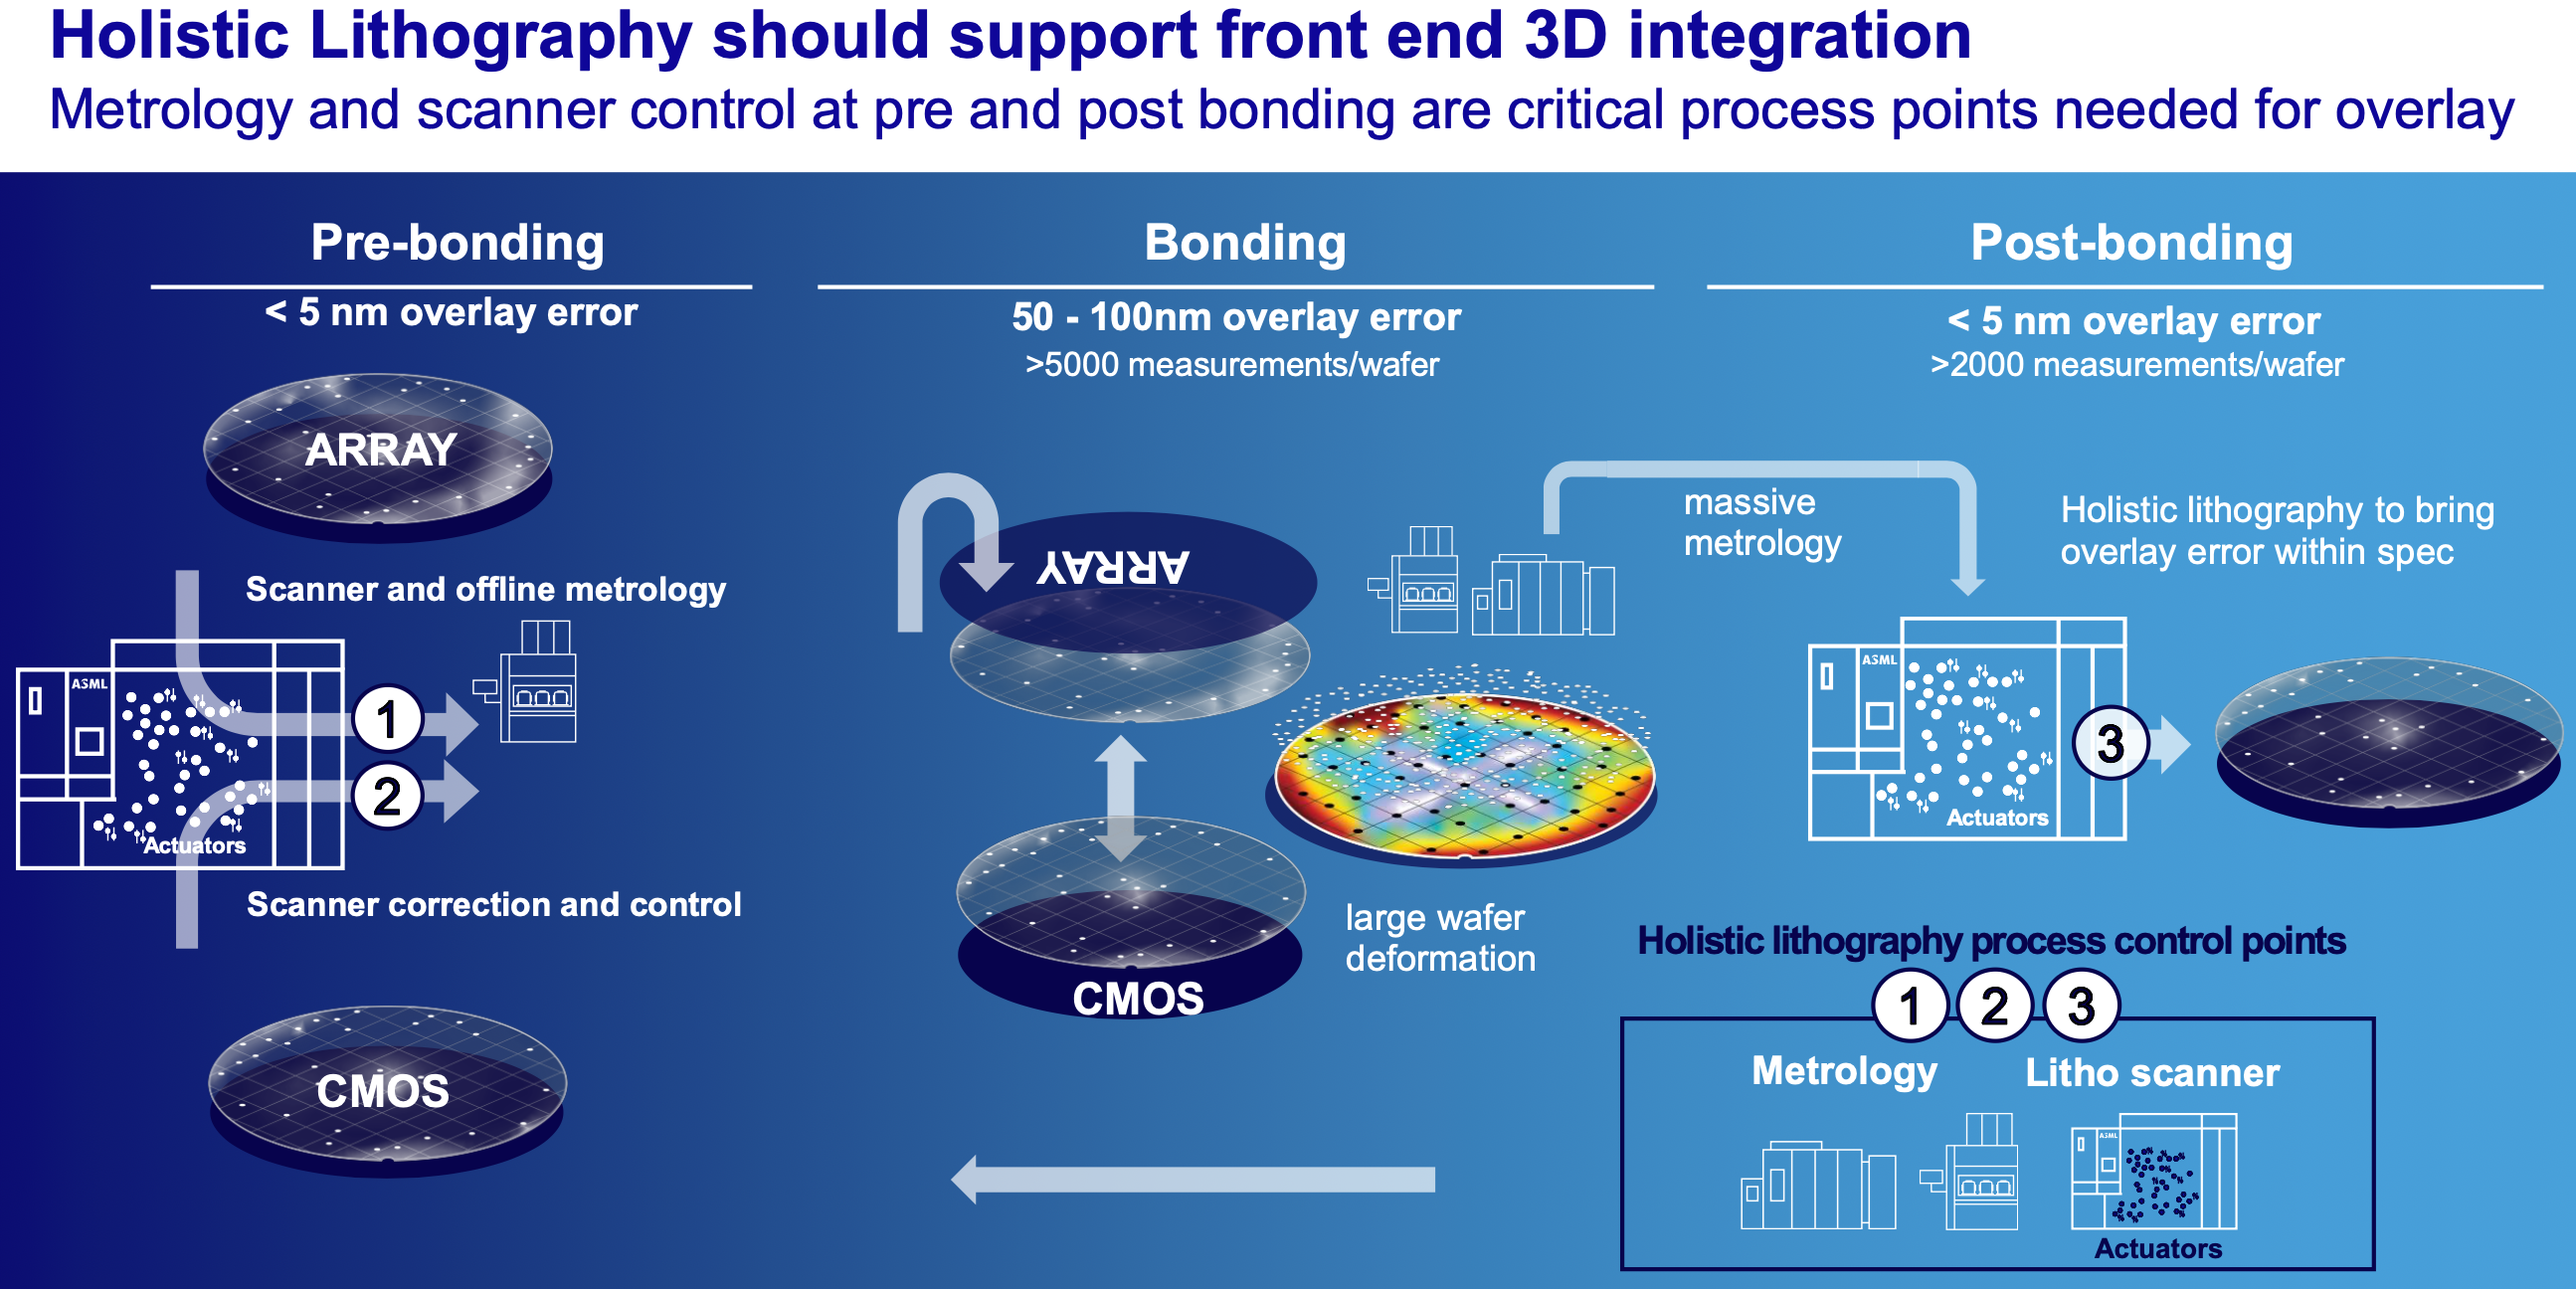 Holistic Lithography should support front end 3D integration
Metrology and scanner control at pre and post bonding are critical process points needed for overlay
Pre-bonding
< 5 nm overlay error
ARRAY
Scanner and offline metrology
ASML
1
2
Actuators
Scanner correction and control
CMOS
Bonding
50 - 100nm overlay error
>5000 measurements/wafer
ARRAY
CMOS
large wafer
deformation
massive
metrology
Post-bonding
< 5 nm overlay error
>2000 measurements/wafer
Holistic lithography to bring
overlay error within spec
ASML
3
Actuators
Holistic lithography process control points
1 2 3
Metrology
Litho scanner
ASML
Actuators